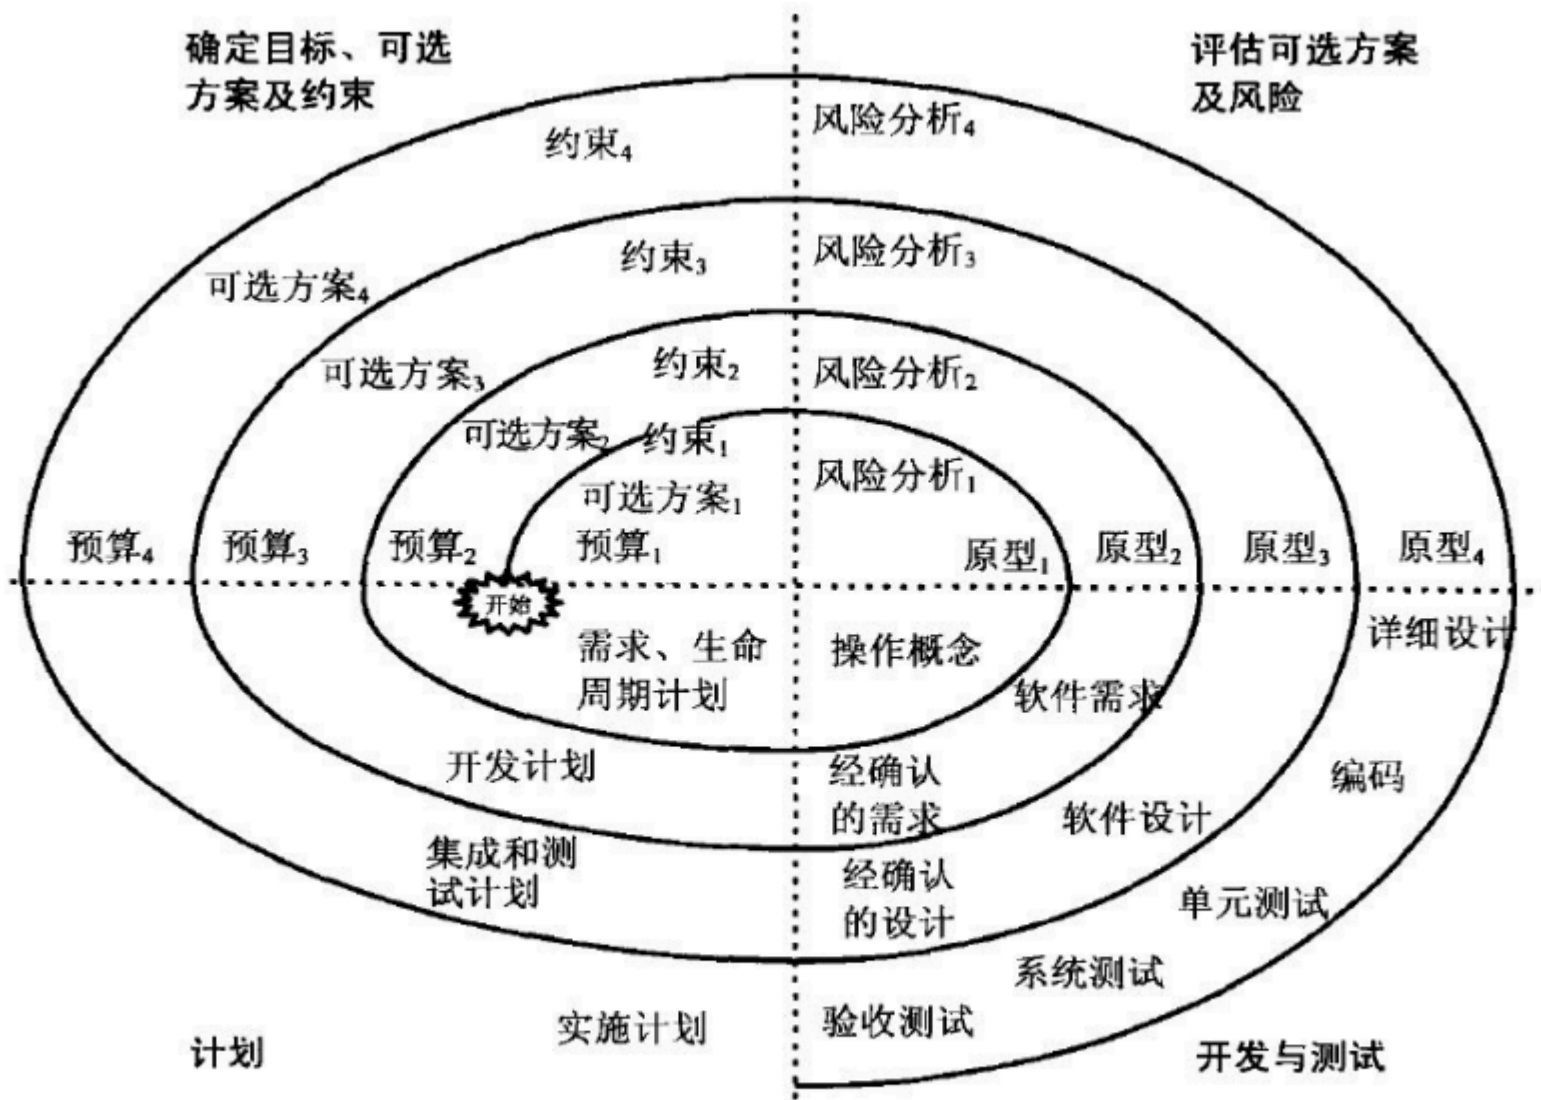 确定目标、可选
方案及约束
评估可选方案
及风险
约束₄
风险分析₄
约束₃
风险分析₃
可选方案₄
约束₂
风险分析₂
可选方案₃
可选方案₂
约束₁
风险分析₁
可选方案₁
预算₄
预算₃
预算₂
预算₁
原型₁
原型₂
原型₃
原型₄
开始
需求、生命
周期计划
操作概念
详细设计
软件需求
开发计划
经确认
的需求
编码
软件设计
集成和测
试计划
经确认
的设计
单元测试
系统测试
实施计划
验收测试
计划
开发与测试